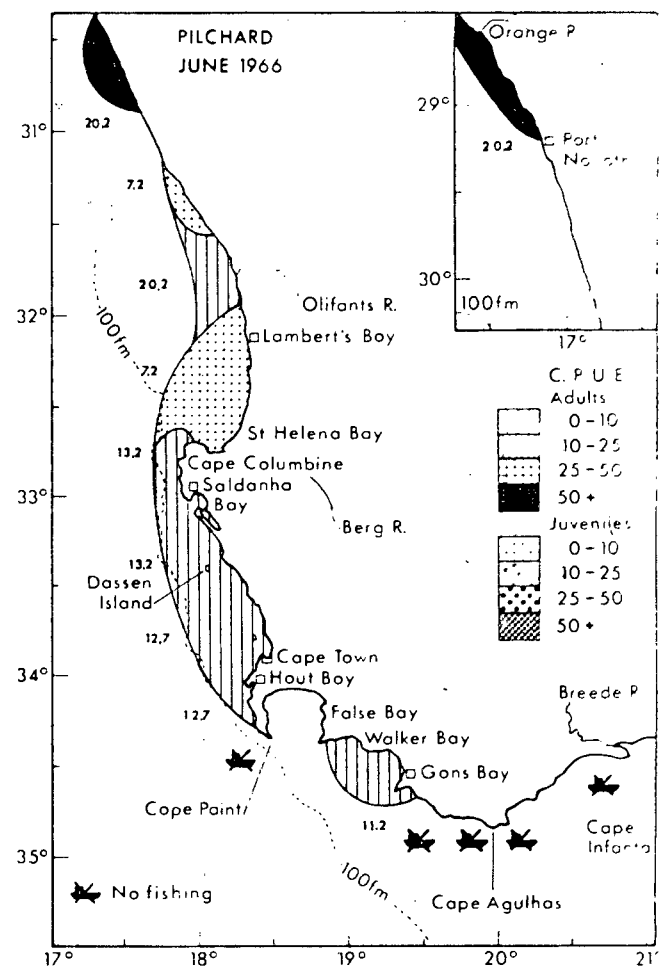 PILCHARD
JUNE 1966
Orange P.
29°
20.2
Port
30°
100fm
17°
31°
20.2
7.2
20.2
100fm
Olifants R.
32°
Lambert's Bay
7.2
C. P U E
Adults
0-10
10-25
25-50
50+
Juveniles
0-10
10-25
25-50
50+
St Helena Bay
13.2
Cape Columbine
Saldanha
Bay
33°
Berg R.
13.2
Dassen
Island
12.7
34°
Cape Town
Hout Bay
12.7
False Bay
Walker Bay
Breede P.
Gans Bay
Cape Paint
11.2
Cape
Infanta
35°
No fishing
100fm
Cape Agulhas
17°
18°
19°
20°
21°